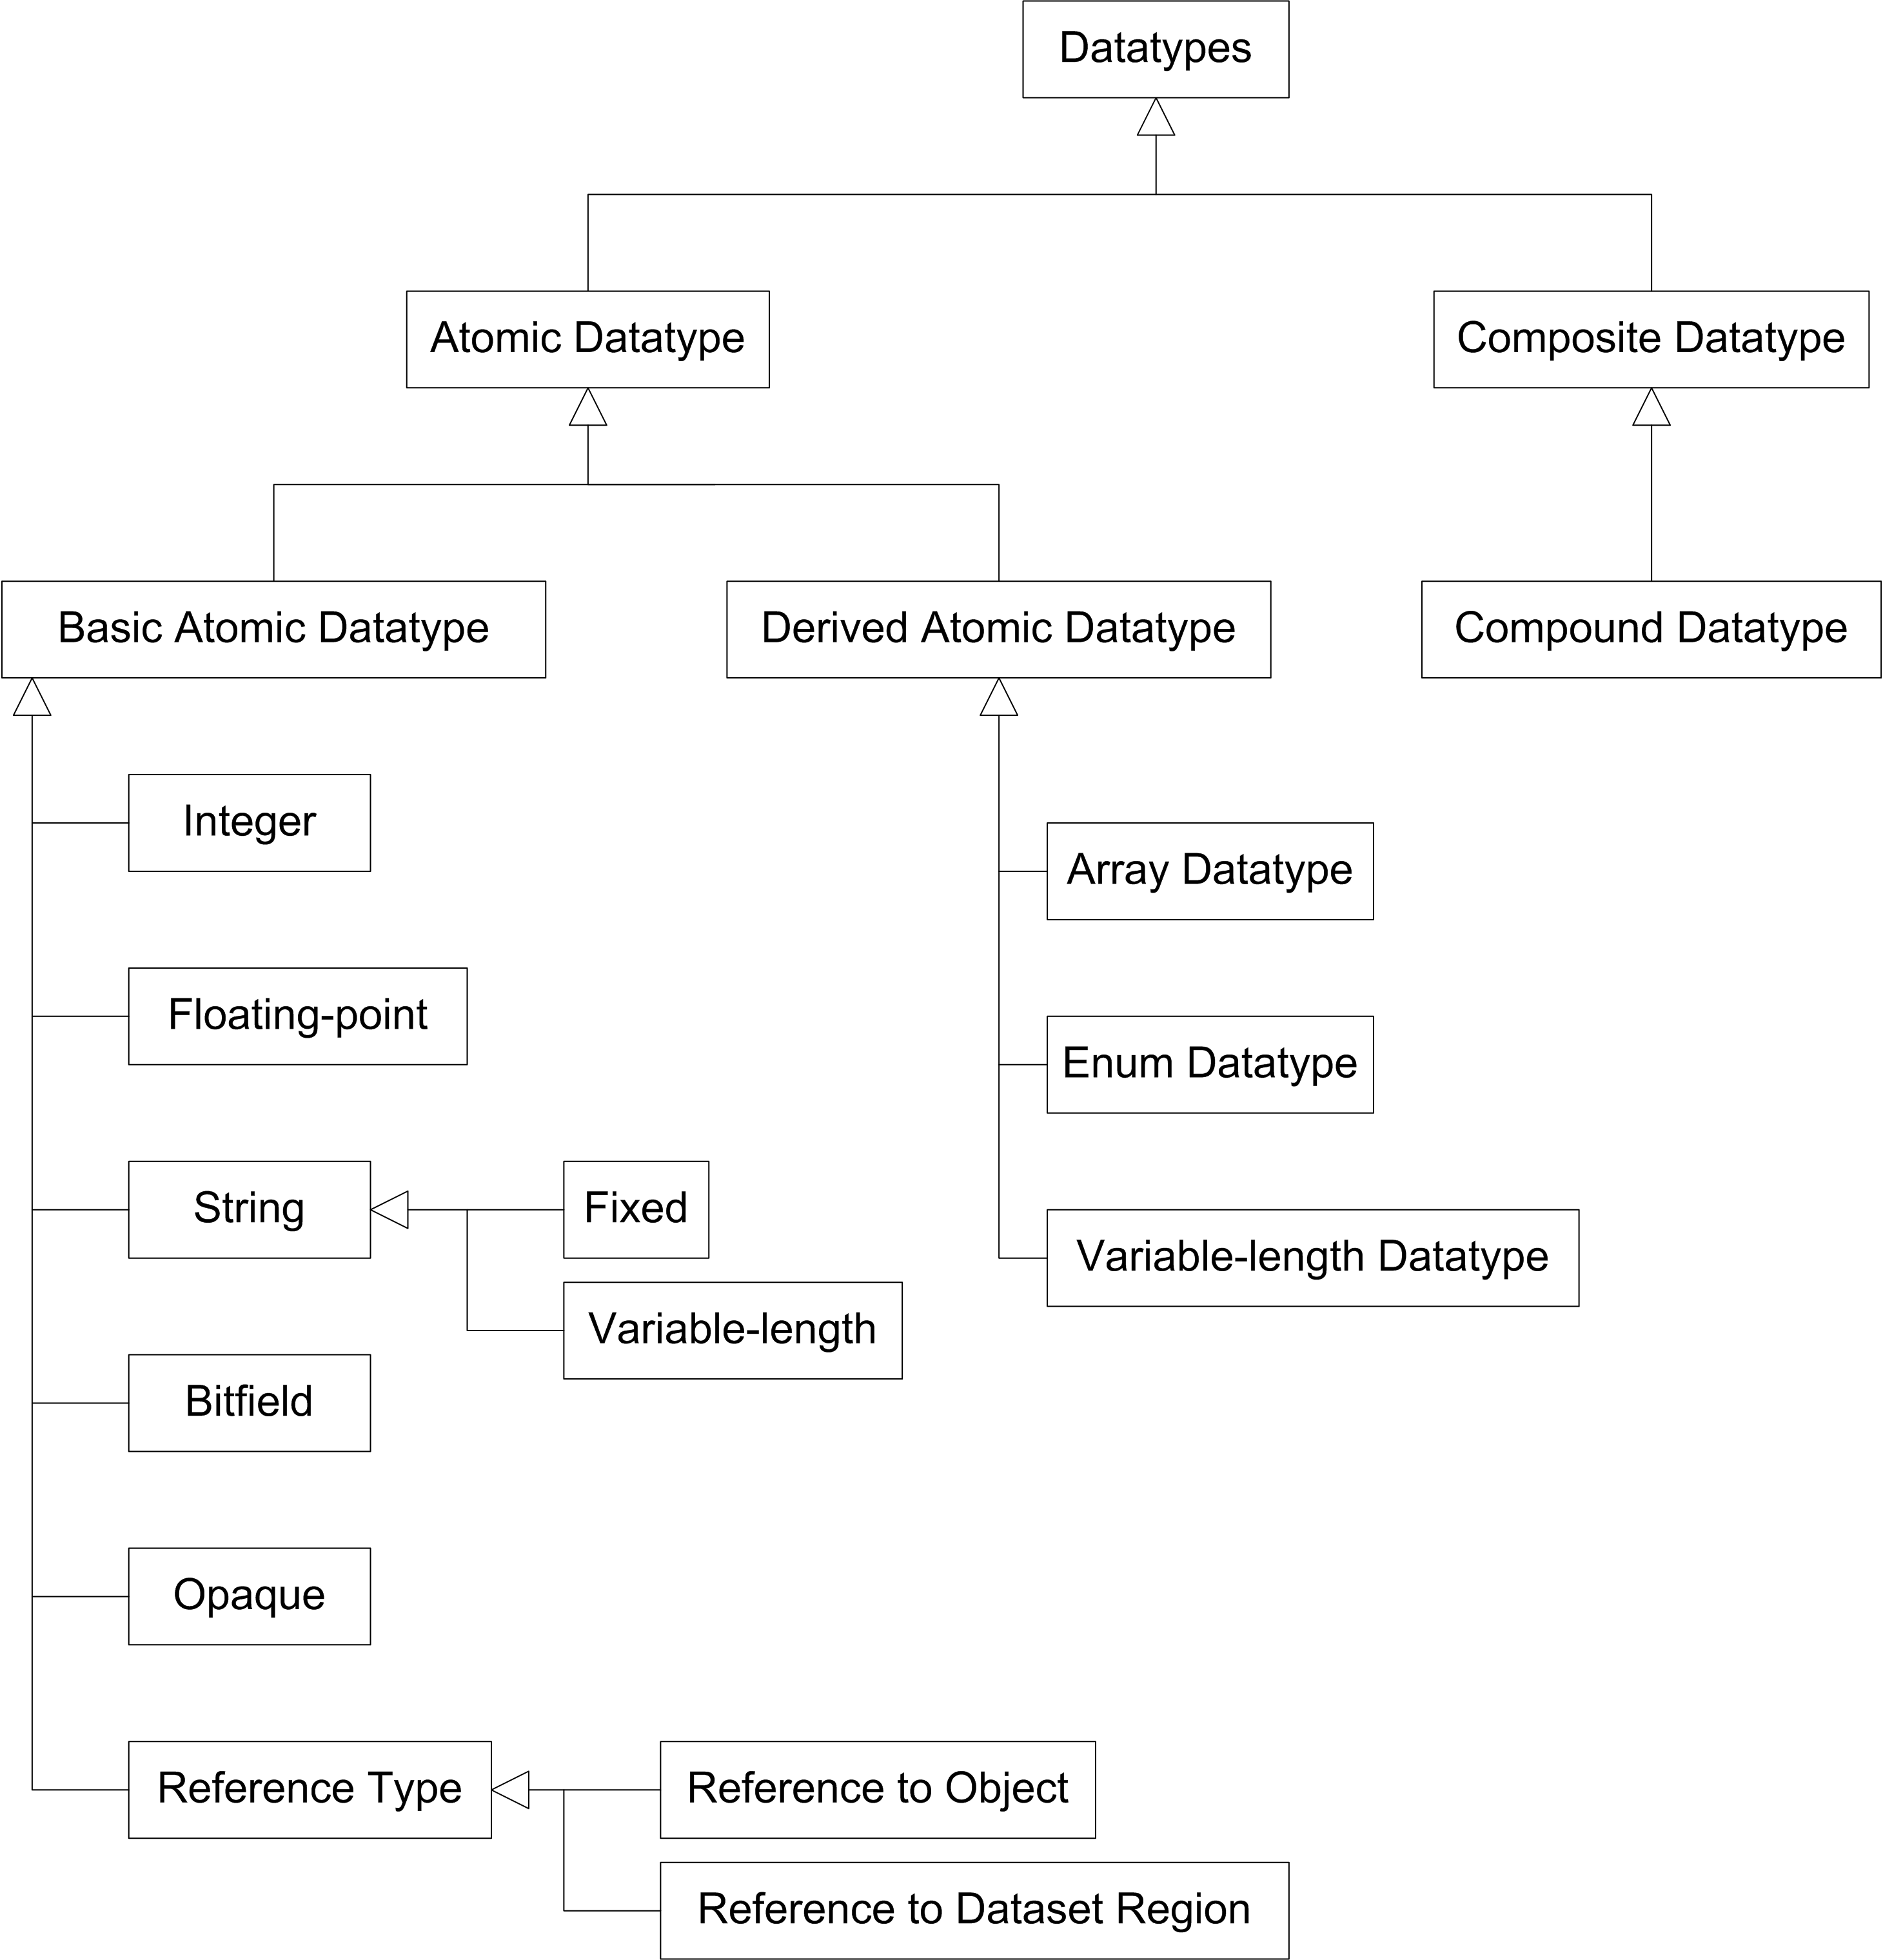 Datatypes
Atomic Datatype
Composite Datatype
Basic Atomic Datatype
Derived Atomic Datatype
Compound Datatype
Integer
Array Datatype
Floating-point
Enum Datatype
String
Fixed
Variable-length Datatype
Variable-length
Bitfield
Opaque
Reference Type
Reference to Object
Reference to Dataset Region